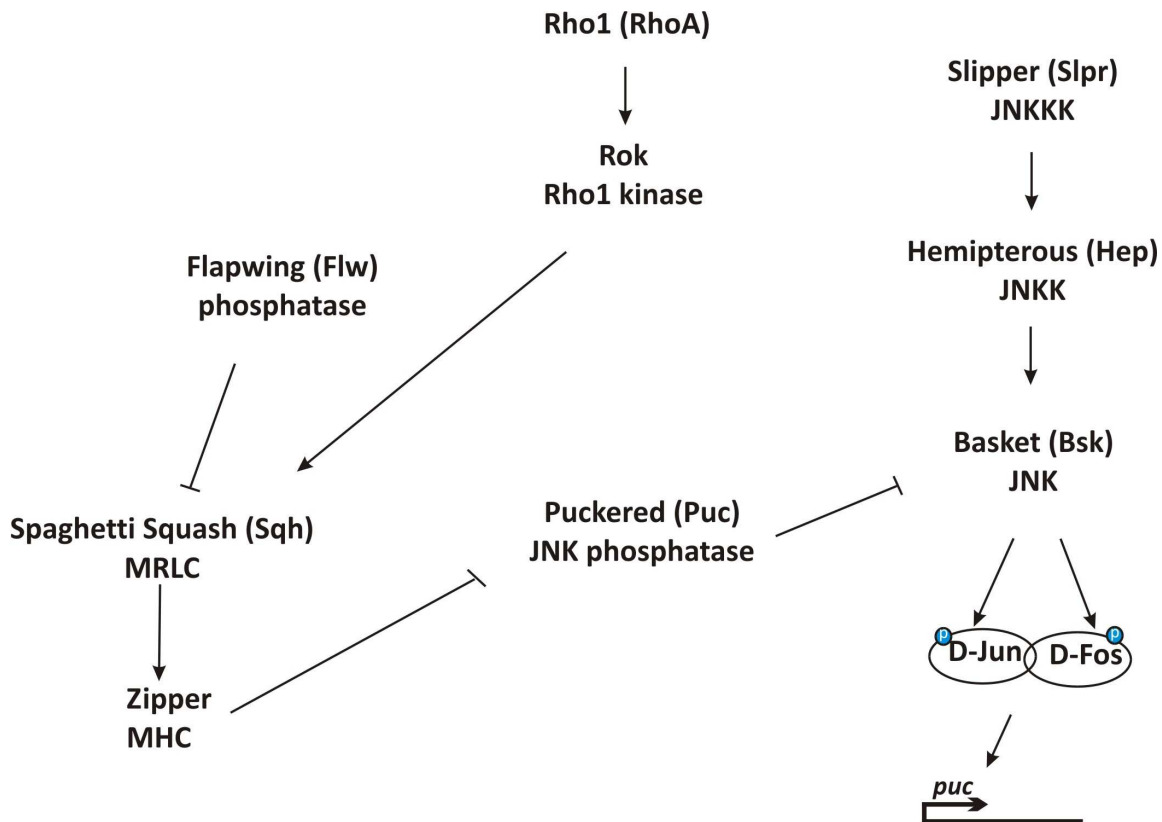 Rho1 (RhoA)
Rok
Rho1 kinase
Slipper (Slpr)
JNKKK
Hemipterous (Hep)
JNKK
Flapwing (Flw)
phosphatase
Basket (Bsk)
JNK
Spaghetti Squash (Sqh)
MRLC
Puckered (Puc)
JNK phosphatase
Zipper
MHC
p
D-Jun
p
D-Fos
puc